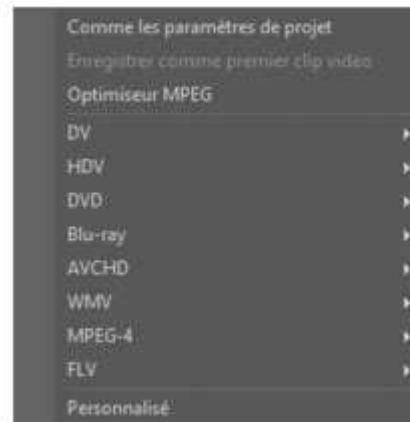 Comme les paramètres de projet
Enregistrer comme premier clip vidéo
Optimiseur MPEG
DV
HDV
DVD
Blu-ray
AVCHD
WMV
MPEG-4
FLV
Personnalisé